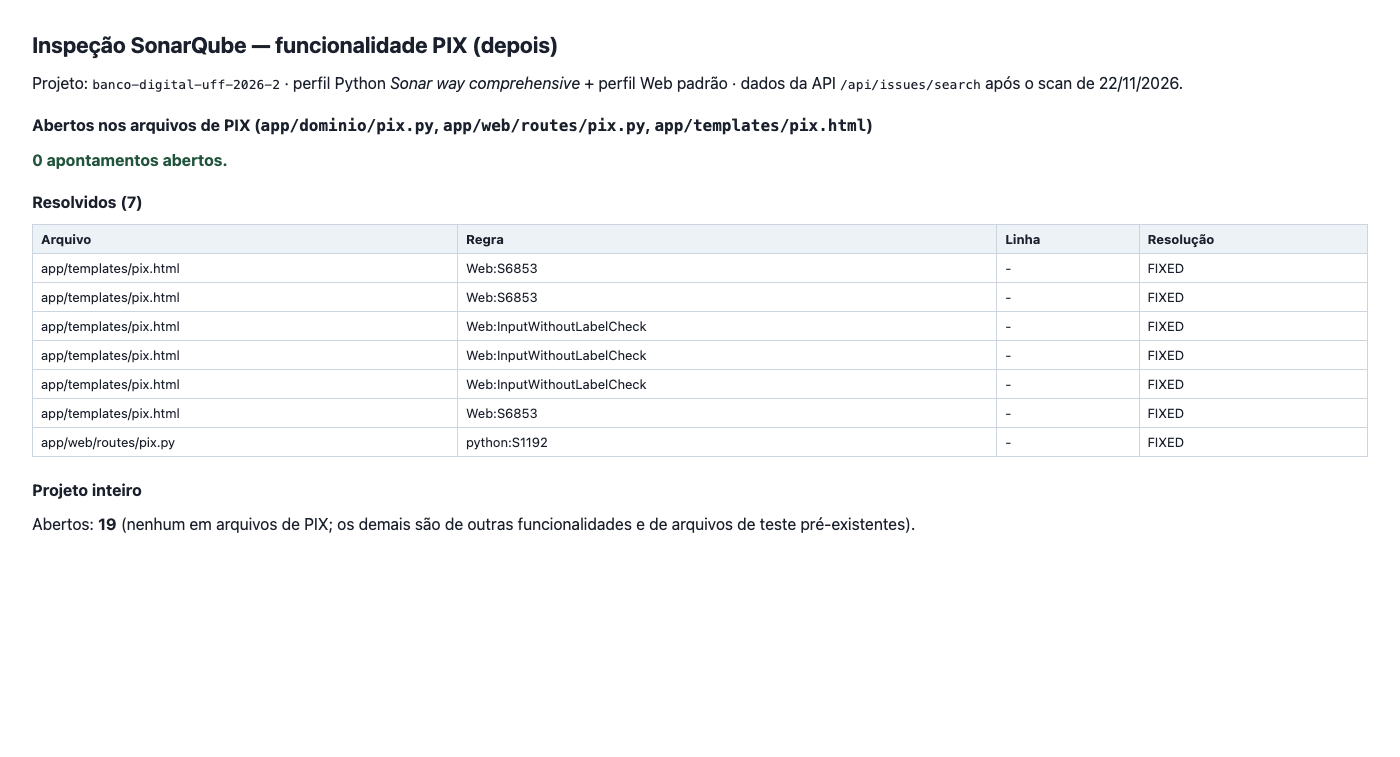 Inspeção SonarQube — funcionalidade PIX (depois)
Projeto: banco-digital-uff-2026-2 · perfil Python Sonar way comprehensive + perfil Web padrão · dados da API /api/issues/search após o scan de 22/11/2026.
Abertos nos arquivos de PIX (app/dominio/pix.py, app/web/routes/pix.py, app/templates/pix.html)
0 apontamentos abertos.
Resolvidos (7)
Arquivo Regra Linha Resolução
app/templates/pix.html Web:S6853 - FIXED
app/templates/pix.html Web:S6853 - FIXED
app/templates/pix.html Web:InputWithoutLabelCheck - FIXED
app/templates/pix.html Web:InputWithoutLabelCheck - FIXED
app/templates/pix.html Web:InputWithoutLabelCheck - FIXED
app/templates/pix.html Web:S6853 - FIXED
app/web/routes/pix.py python:S1192 - FIXED
Projeto inteiro
Abertos: 19 (nenhum em arquivos de PIX; os demais são de outras funcionalidades e de arquivos de teste pré-existentes).